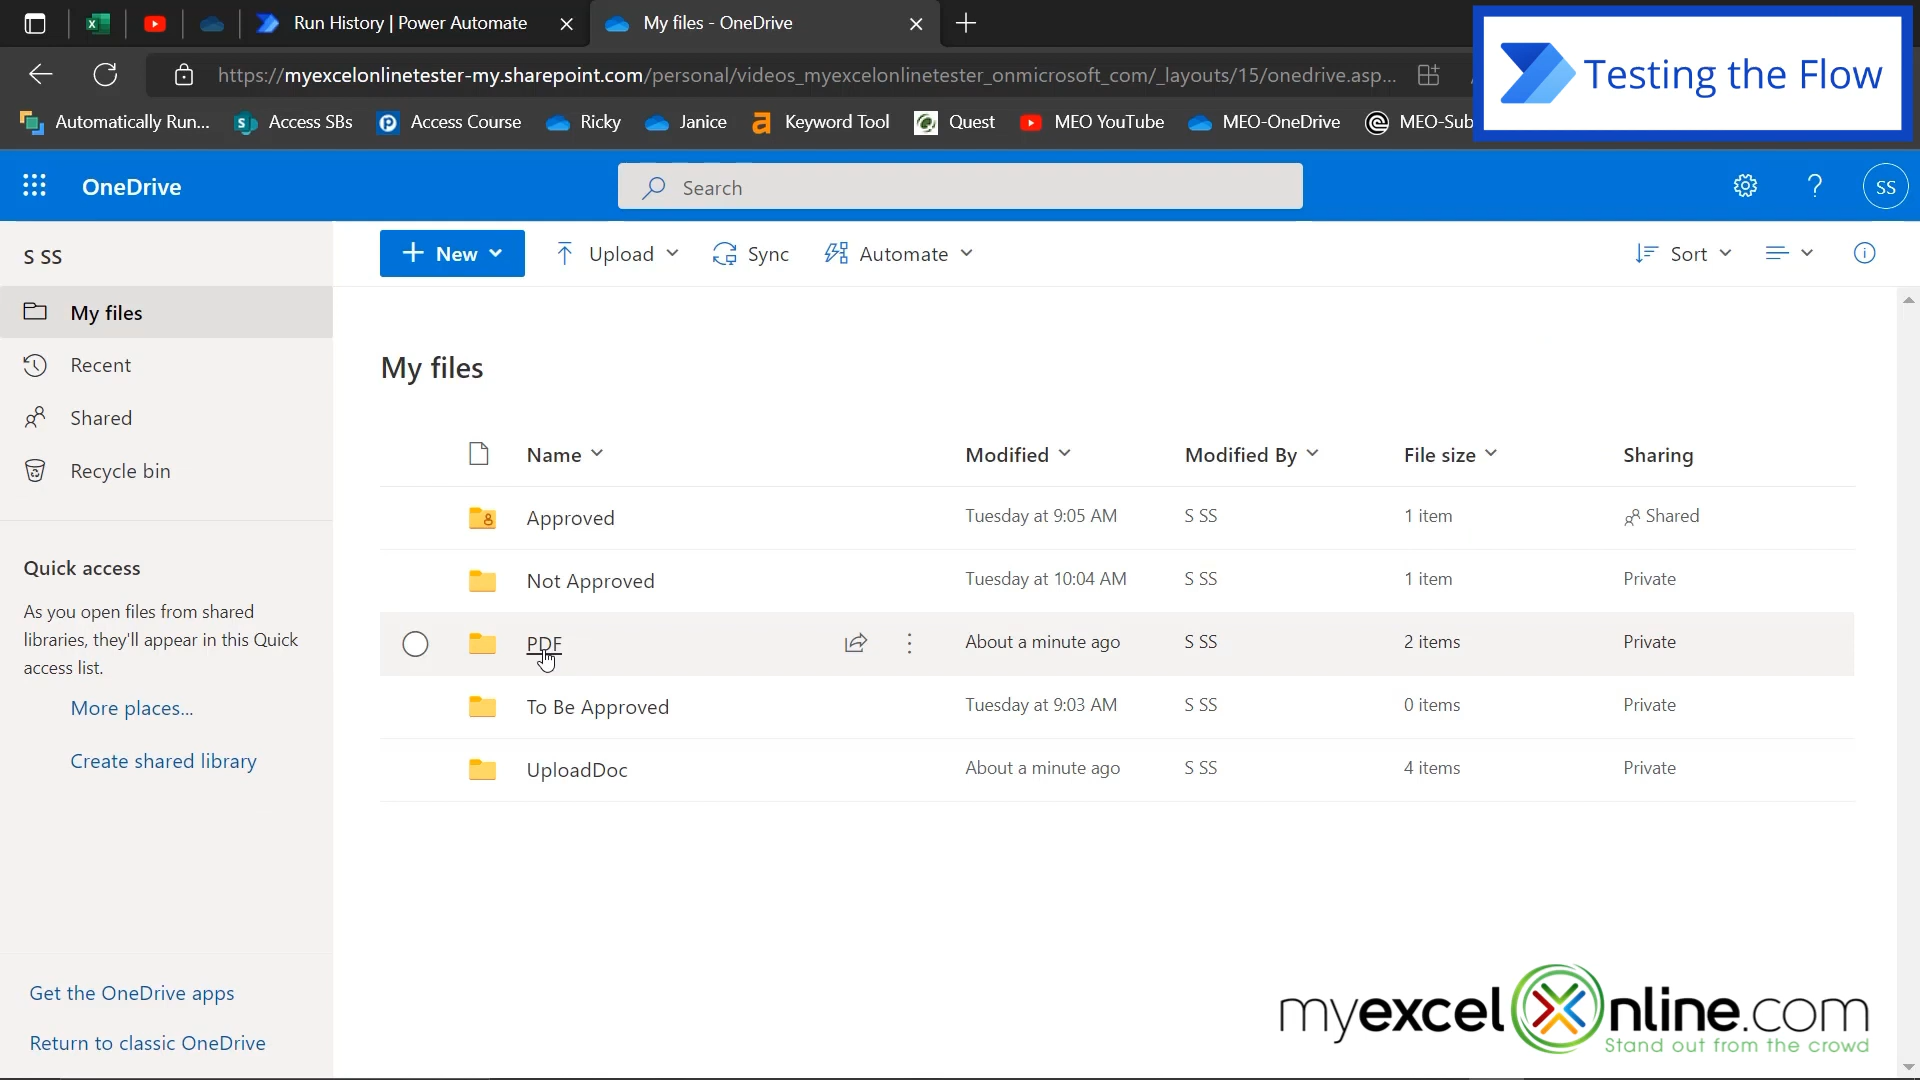 Run History | Power Automate
My files - OneDrive
Testing the Flow
https://myexcelonlinetester-my.sharepoint.com/personal/videos_myexcelonlinetester_onmicrosoft_com/_layouts/15/onedrive.asp...
Automatically Run... Access SBs Access Course Ricky Janice Keyword Tool Quest MEO YouTube MEO-OneDrive MEO-Sub
OneDrive
Search
? SS
S SS
New Upload Sync Automate Sort
My files
Recent
Shared
Recycle bin
Quick access
As you open files from shared
libraries, they'll appear in this Quick
access list.
More places...
Create shared library
Get the OneDrive apps
Return to classic OneDrive
My files
Name Modified Modified By File size Sharing
Approved Tuesday at 9:05 AM S SS 1 item Shared
Not Approved Tuesday at 10:04 AM S SS 1 item Private
PDF About a minute ago S SS 2 items Private
To Be Approved Tuesday at 9:03 AM S SS 0 items Private
UploadDoc About a minute ago S SS 4 items Private
myexcelOnline.com
Stand out from the crowd